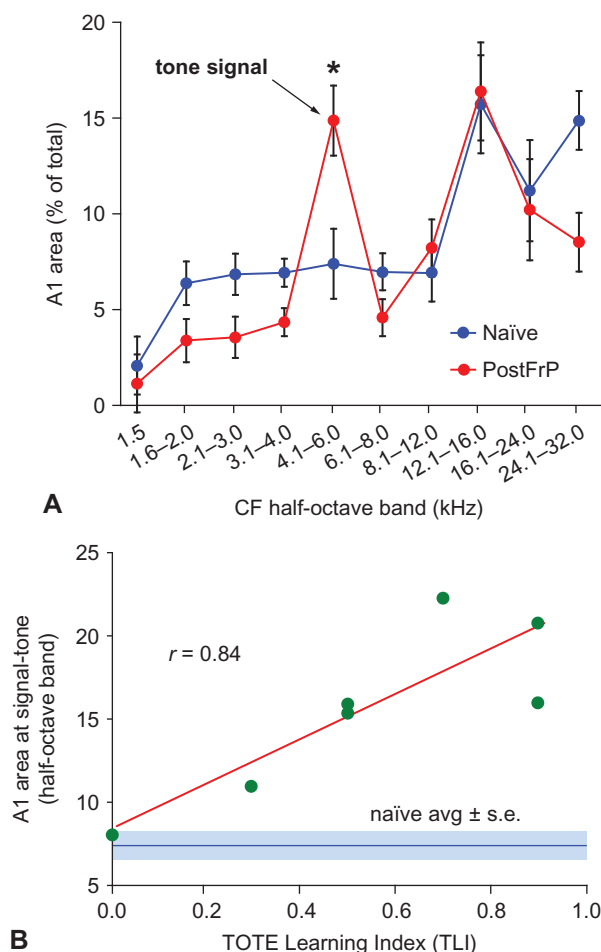 20
15
10
5
0
A1 area (% of total)
tone signal
*
Naïve
PostFrP
1.5
1.6–2.0
2.1–3.0
3.1–4.0
4.1–6.0
6.1–8.0
8.1–12.0
12.1–16.0
16.1–24.0
24.1–32.0
A
CF half-octave band (kHz)
25
20
15
10
5
A1 area at signal-tone
(half-octave band)
r = 0.84
naïve avg ± s.e.
0.0
0.2
0.4
0.6
0.8
1.0
B
TOTE Learning Index (TLI)